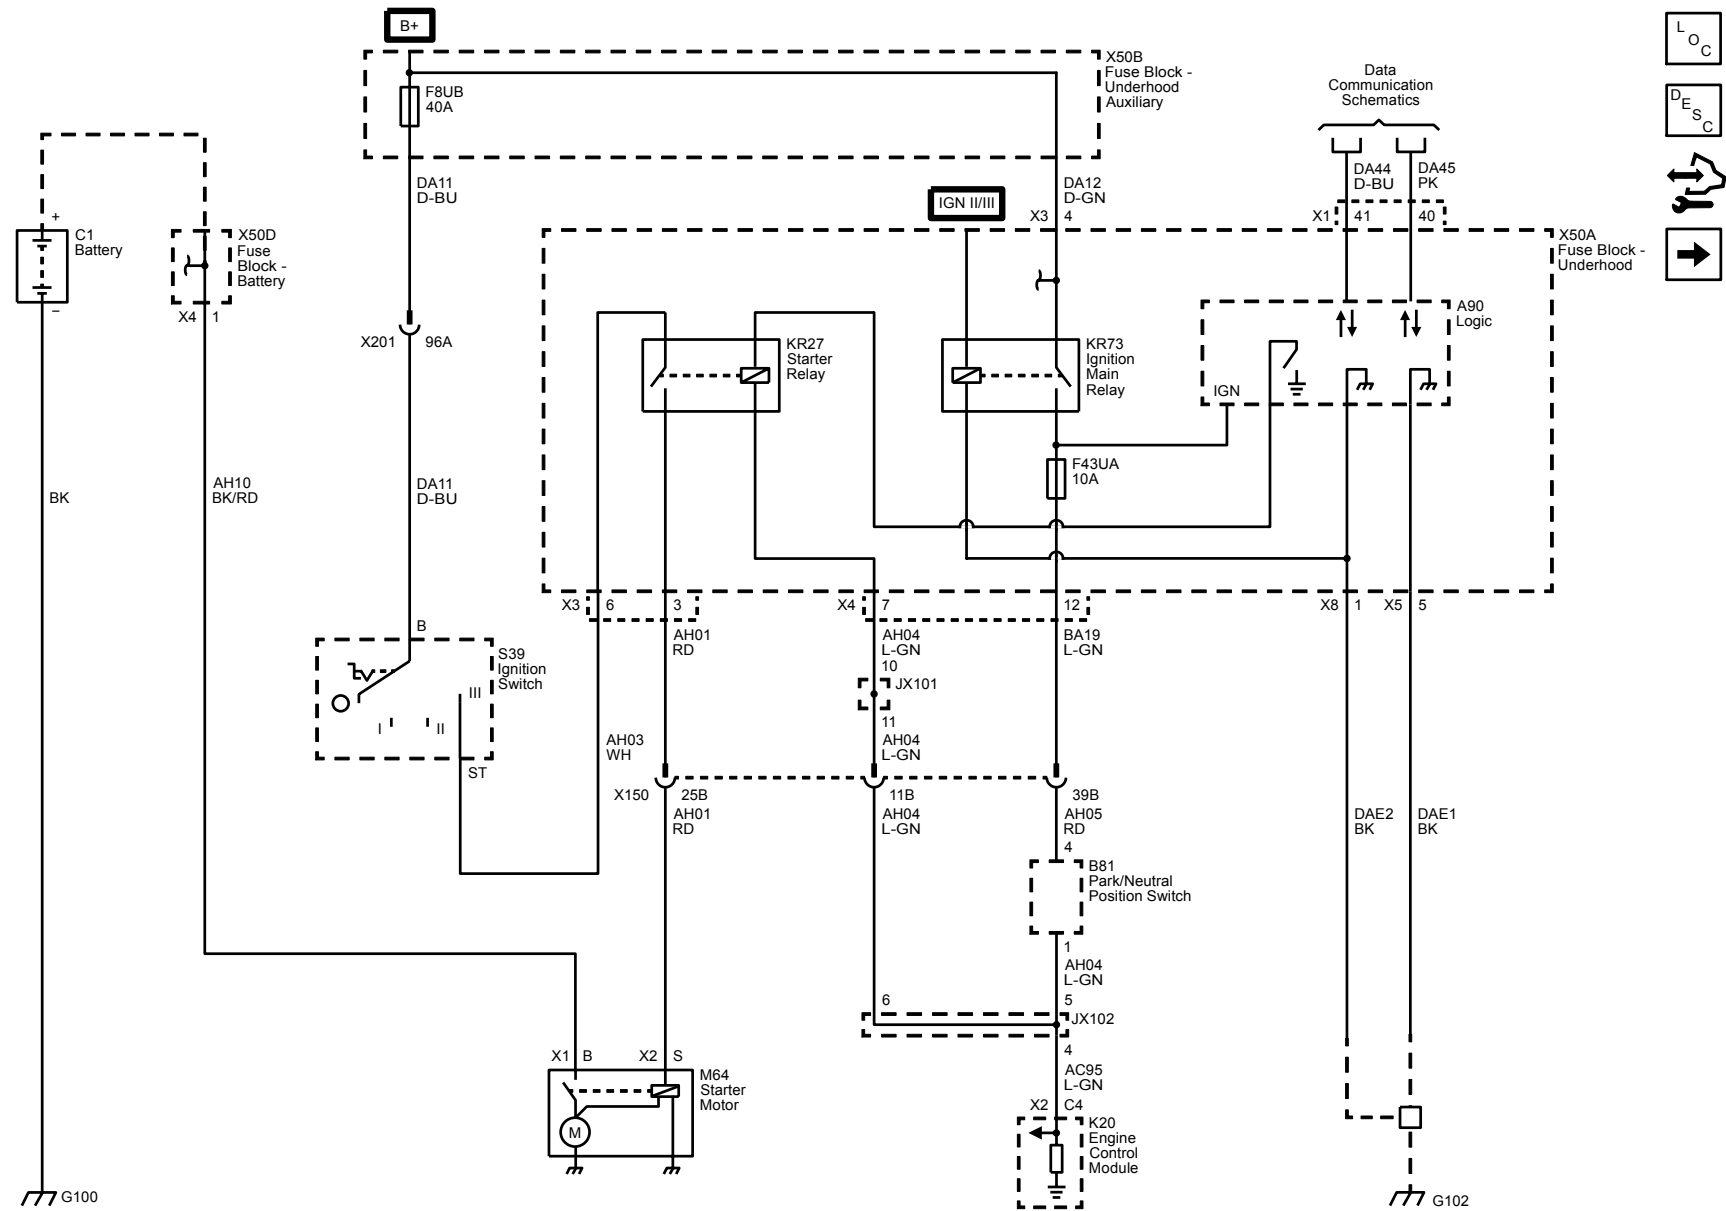 B+
X50B
Fuse Block -
Underhood
Auxiliary
F8UB
40A
Data
Communication
Schematics
L
O
C
D
E
S
C
DA11
D-BU
IGN II/III
DA12
D-GN
X3
4
DA44
D-BU
DA45
PK
X1
41
40
+
C1
Battery
−
X50D
Fuse
Block -
Battery
X4
1
X50A
Fuse Block -
Underhood
X201
96A
KR27
Starter
Relay
KR73
Ignition
Main
Relay
A90
Logic
IGN
F43UA
10A
BK
AH10
BK/RD
DA11
D-BU
X3
6
3
X4
7
12
X8
1
X5
5
B
S39
Ignition
Switch
III
I
II
ST
AH01
RD
AH04
L-GN
BA19
L-GN
10
JX101
11
AH03
WH
AH04
L-GN
X150
25B
11B
39B
AH01
RD
AH04
L-GN
AH05
RD
DAE2
BK
DAE1
BK
4
B81
Park/Neutral
Position Switch
1
AH04
L-GN
6
5
JX102
4
AC95
L-GN
X1
B
X2
S
M64
Starter
Motor
M
X2
C4
K20
Engine
Control
Module
G100
G102